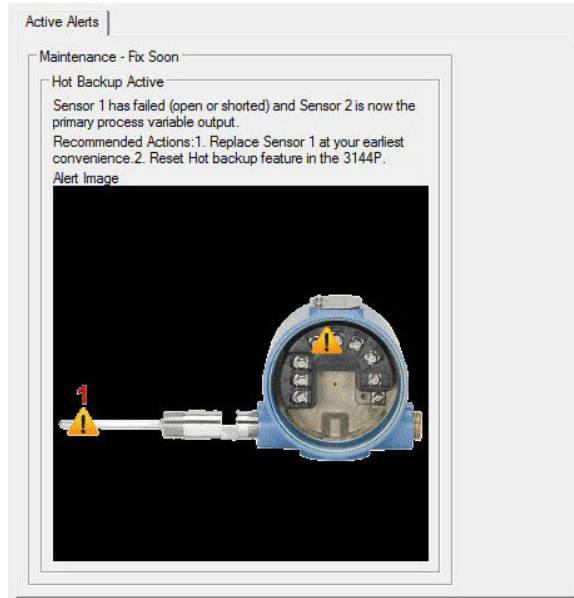 Active Alerts
Maintenance - Fix Soon
Hot Backup Active
Sensor 1 has failed (open or shorted) and Sensor 2 is now the
primary process variable output.
Recommended Actions:1. Replace Sensor 1 at your earliest
convenience.2. Reset Hot backup feature in the 3144P.
Alert Image
1